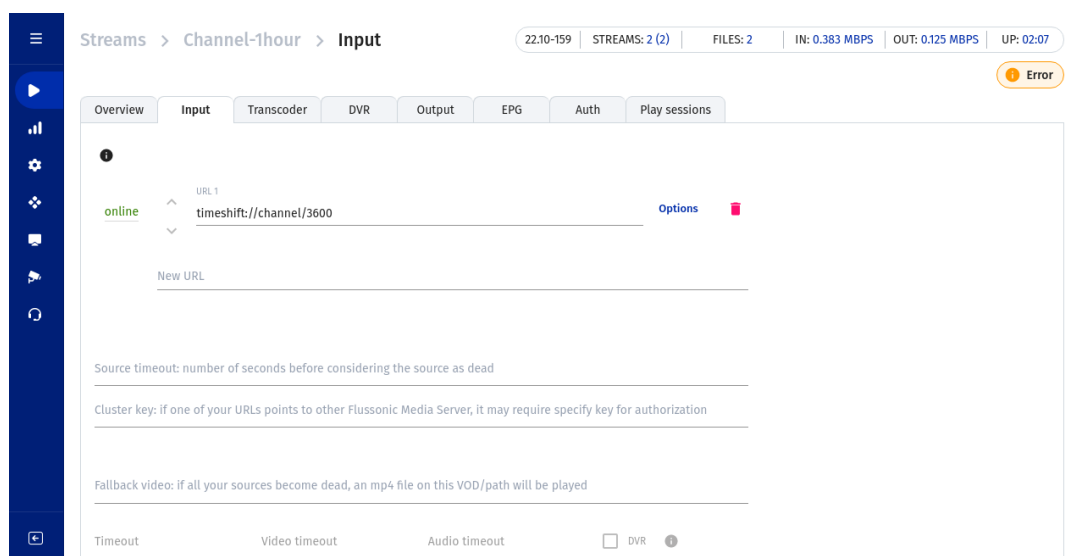 Streams > Channel-1hour > Input
22.10-159 STREAMS: 2 (2) FILES: 2 IN: 0.383 MBPS OUT: 0.125 MBPS UP: 02:07
Error
Overview Input Transcoder DVR Output EPG Auth Play sessions
URL 1
online timeshift://channel/3600 Options
New URL
Source timeout: number of seconds before considering the source as dead
Cluster key: if one of your URLs points to other Flussonic Media Server, it may require specify key for authorization
Fallback video: if all your sources become dead, an mp4 file on this VOD/path will be played
Timeout Video timeout Audio timeout DVR